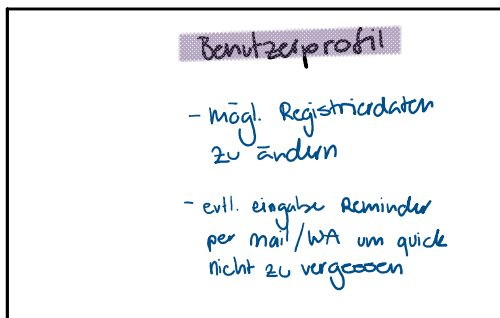 Benutzerprofil
- mögl. Registrierdaten
zu ändern
- evtl. eingabe Reminder
per mail/WA um quick
nicht zu vergessen